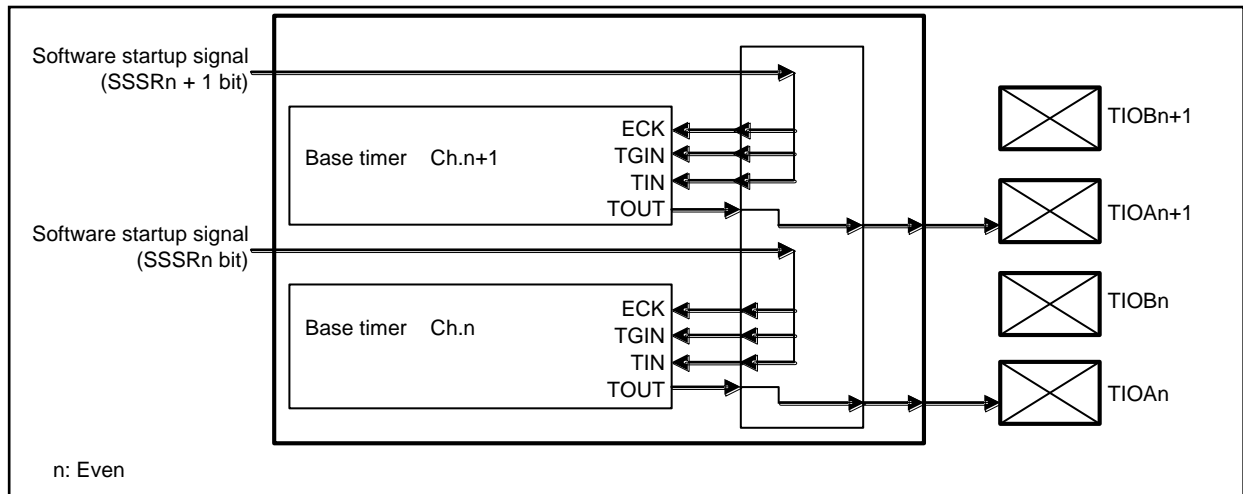 Software startup signal
(SSSRn + 1 bit)
TIOBn+1
ECK
Base timer Ch.n+1
TGIN
TIN
TOUT
TIOAn+1
Software startup signal
(SSSRn bit)
TIOBn
ECK
Base timer Ch.n
TGIN
TIN
TOUT
TIOAn
n: Even